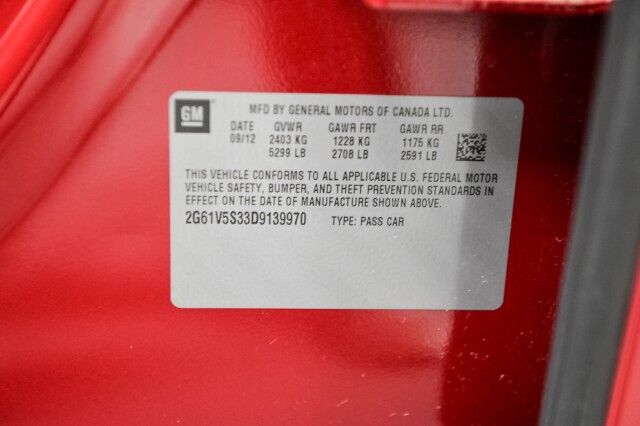 GM
MFD BY GENERAL MOTORS OF CANADA LTD.
DATE GVWR GAWR FRT GAWR RR
09/12 2403 KG 1228 KG 1175 KG
5299 LB 2708 LB 2591 LB
THIS VEHICLE CONFORMS TO ALL APPLICABLE U.S. FEDERAL MOTOR
VEHICLE SAFETY, BUMPER, AND THEFT PREVENTION STANDARDS IN
EFFECT ON THE DATE OF MANUFACTURE SHOWN ABOVE.
2G61V5S33D9139970 TYPE: PASS CAR